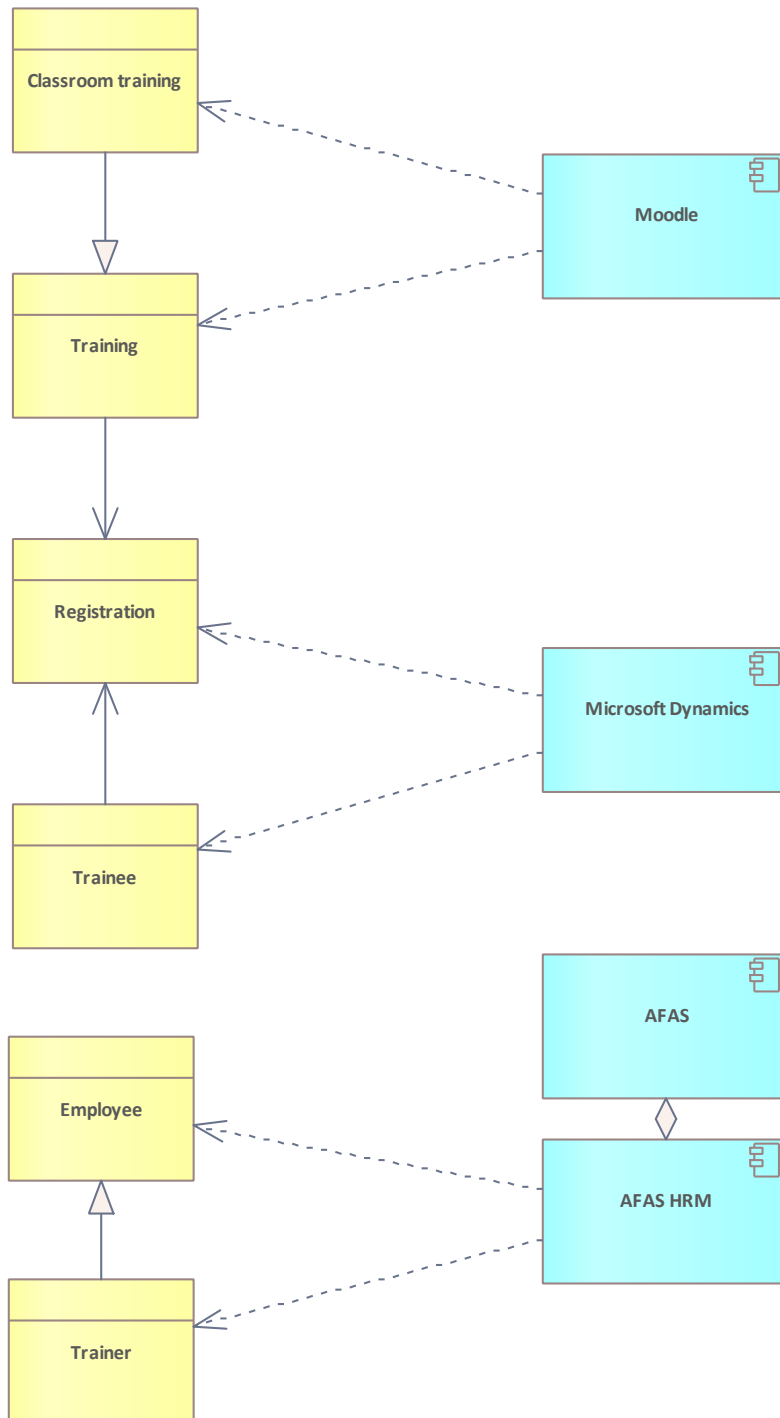 Classroom training
Moodle
Training
Registration
Microsoft Dynamics
Trainee
AFAS
Employee
AFAS HRM
Trainer